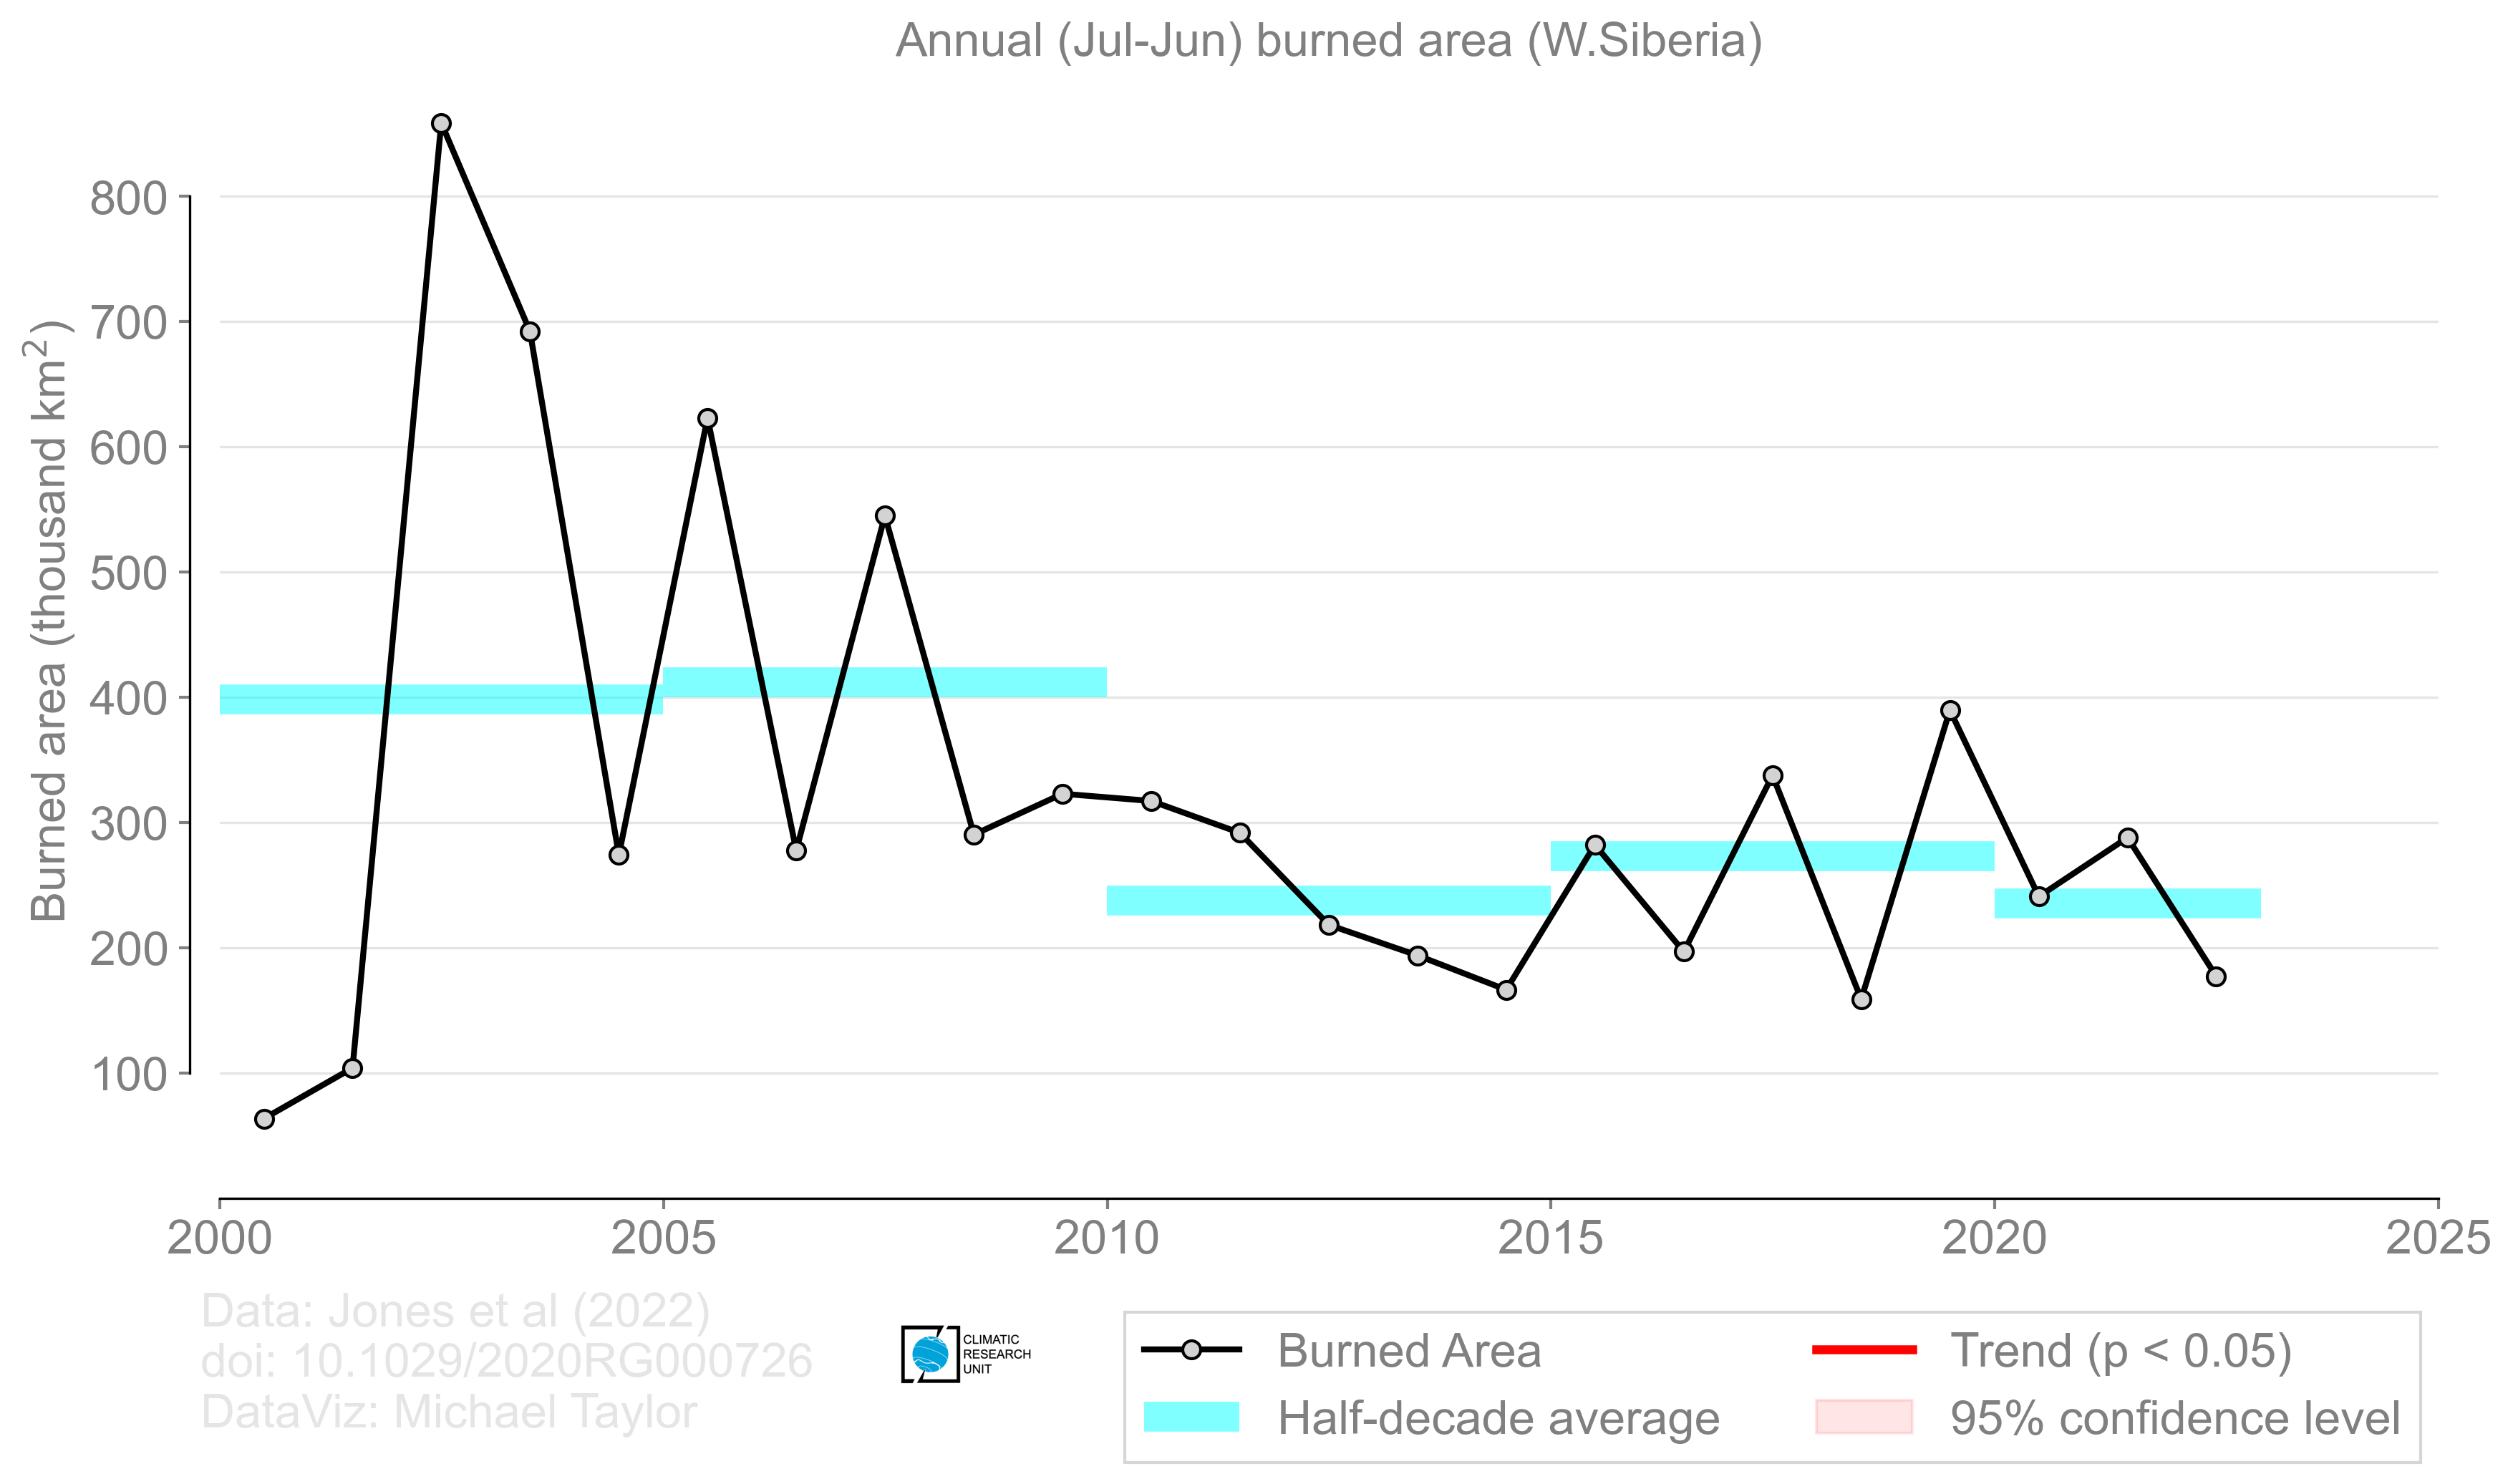 Annual (Jul-Jun) burned area (W.Siberia)
Burned area (thousand km²)
800
700
600
500
400
300
200
100
2000 2005 2010 2015 2020 2025
Data: Jones et al (2022)
doi: 10.1029/2020RG000726
DataViz: Michael Taylor
CLIMATIC
RESEARCH
UNIT
Burned Area
Half-decade average
Trend (p < 0.05)
95% confidence level